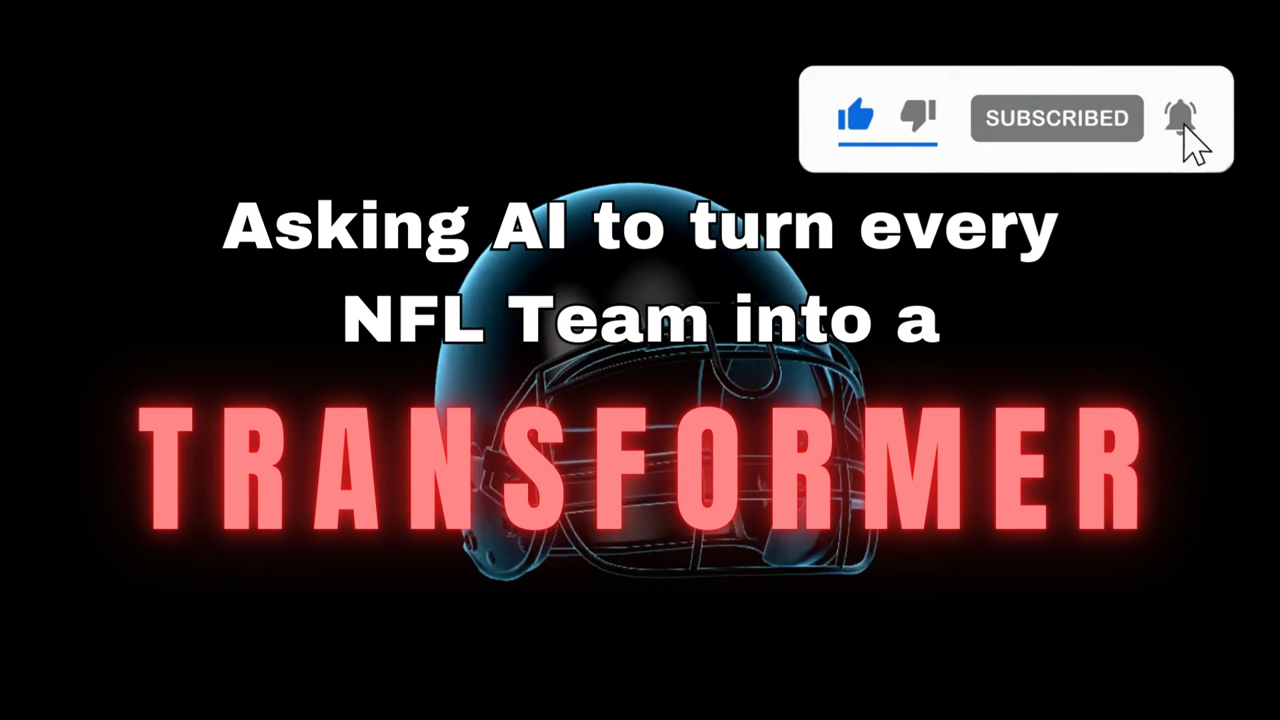 SUBSCRIBED
Asking AI to turn every
NFL Team into a
TRANSFORMER